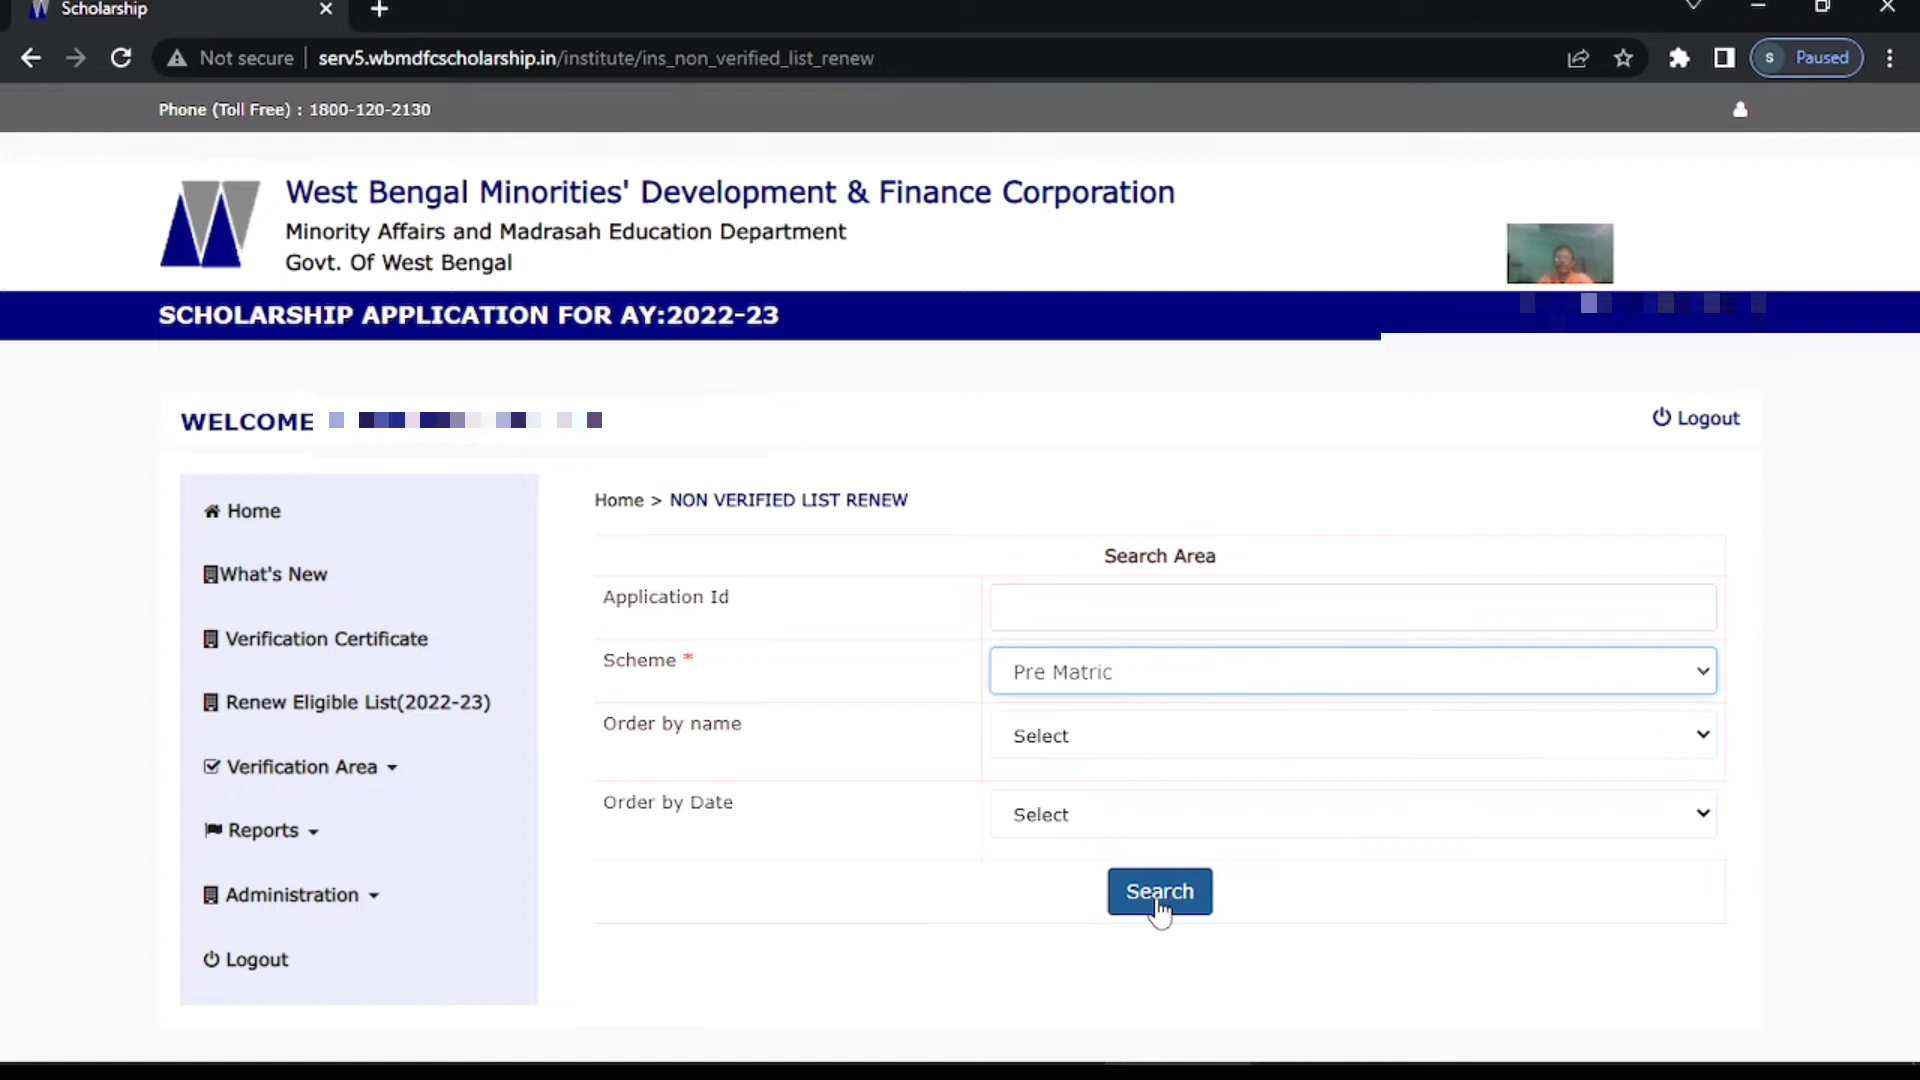 Scholarship
Not secure
serv5.wbmdfcscholarship.in/institute/ins_non_verified_list_renew
S
Paused
Phone (Toll Free) : 1800-120-2130
West Bengal Minorities' Development & Finance Corporation
Minority Affairs and Madrasah Education Department
Govt. Of West Bengal
SCHOLARSHIP APPLICATION FOR AY:2022-23
WELCOME
Logout
Home
What's New
Verification Certificate
Renew Eligible List(2022-23)
Verification Area
Reports
Administration
Logout
Home > NON VERIFIED LIST RENEW
Search Area
Application Id
Scheme *
Pre Matric
Order by name
Select
Order by Date
Select
Search